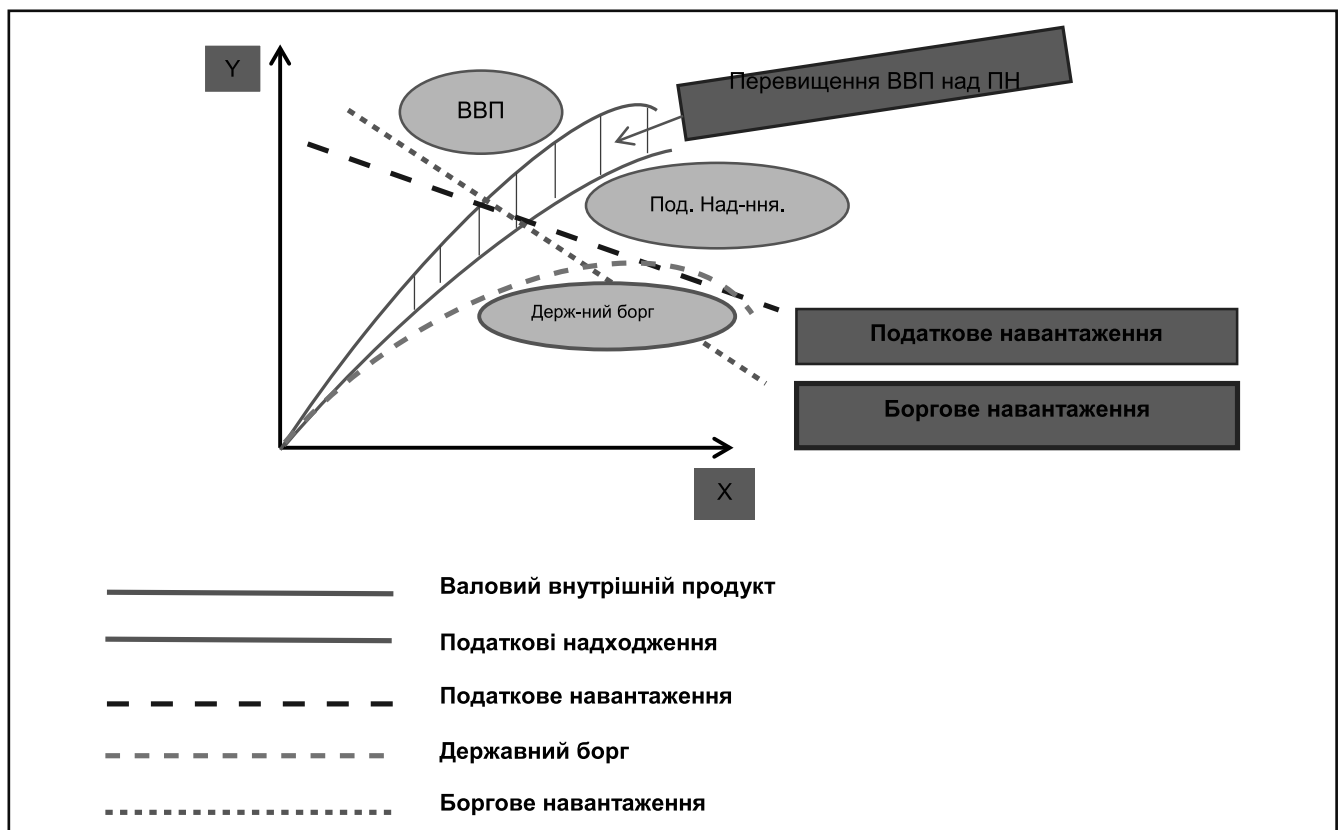 Y
ВВП
Перевищення ВВП над ПН
Под. Над-ння.
Держ-ний борг
Податкове навантаження
Боргове навантаження
X
Валовий внутрішній продукт
Податкові надходження
Податкове навантаження
Державний борг
Боргове навантаження